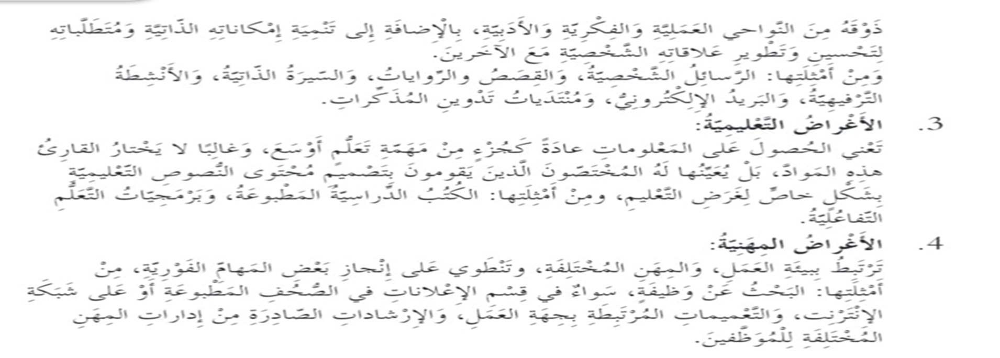 ذَوْقَهُ مِنَ النَّواحي العَمَلِيَّةِ وَالفِكْرِيّةِ وَالأَدَبِيّةِ، بِالْإِضافَةِ إِلى تَنْمِيَةِ إِمْكاناتِهِ الذّاتِيَّةِ وَمُتَطَلَّباتِهِ
لِتَحْسينِ وَتَطْويرِ عَلاقاتِهِ الشَّخْصِيّةِ مَعَ الآخَرينَ.
وَمِنْ أَمْثِلَتِها: الرَّسائِلُ الشَّخْصِيّةُ، وَالقِصَصُ والرِّواياتُ، وَالسّيرَةُ الذّاتِيّةُ، وَالأَنْشِطَةُ
التَّرْفيهِيّةُ، وَالبَريدُ الإِلِكْتُرونِيُّ، وَمُنْتَدَياتُ تَدْوينِ المُذَكِّراتِ.
3. الأَغْراضُ التَّعْليمِيّةُ:
تَعْني الحُصولَ عَلى المَعْلوماتِ عادَةً كَجُزْءٍ مِنْ مَهَمّةِ تَعَلُّمٍ أَوْسَعَ، وَغالِبًا لا يَخْتارُ القارِئُ
هذِهِ المَوادَّ، بَلْ يُعَيِّنُها لَهُ المُخْتَصّونَ الَّذينَ يَقومونَ بِتَصْميمِ مُحْتَوى النُّصوصِ التَّعْليمِيّةِ
بِشَكْلٍ خاصٍّ لِغَرَضِ التَّعْليمِ، ومِنْ أَمْثِلَتِها: الكُتُبُ الدِّراسِيّةُ المَطْبوعَةُ، وَبَرْمَجِيّاتُ التَّعَلُّمِ
التَّفاعُلِيّةُ.
4. الأَغْراضُ المِهَنِيّةُ:
تَرْتَبِطُ بِبيئَةِ العَمَلِ، وَالمِهَنِ المُخْتَلِفَةِ، وتَنْطَوي عَلى إِنْجازِ بَعْضِ المَهامِّ الفَوْرِيّةِ، مِنْ
أَمْثِلَتِها: البَحْثُ عَنْ وَظيفَةٍ، سَواءٌ في قِسْمِ الإِعْلاناتِ في الصُّحُفِ المَطْبوعَةِ أَوْ عَلى شَبَكَةِ
الإِنْتَرْنِت، وَالتَّعْميماتِ المُرْتَبِطَةِ بِجِهَةِ العَمَلِ، وَالإِرْشاداتِ الصّادِرَةِ مِنْ إِداراتِ المِهَنِ
المُخْتَلِفَةِ لِلْمُوَظَّفينَ.